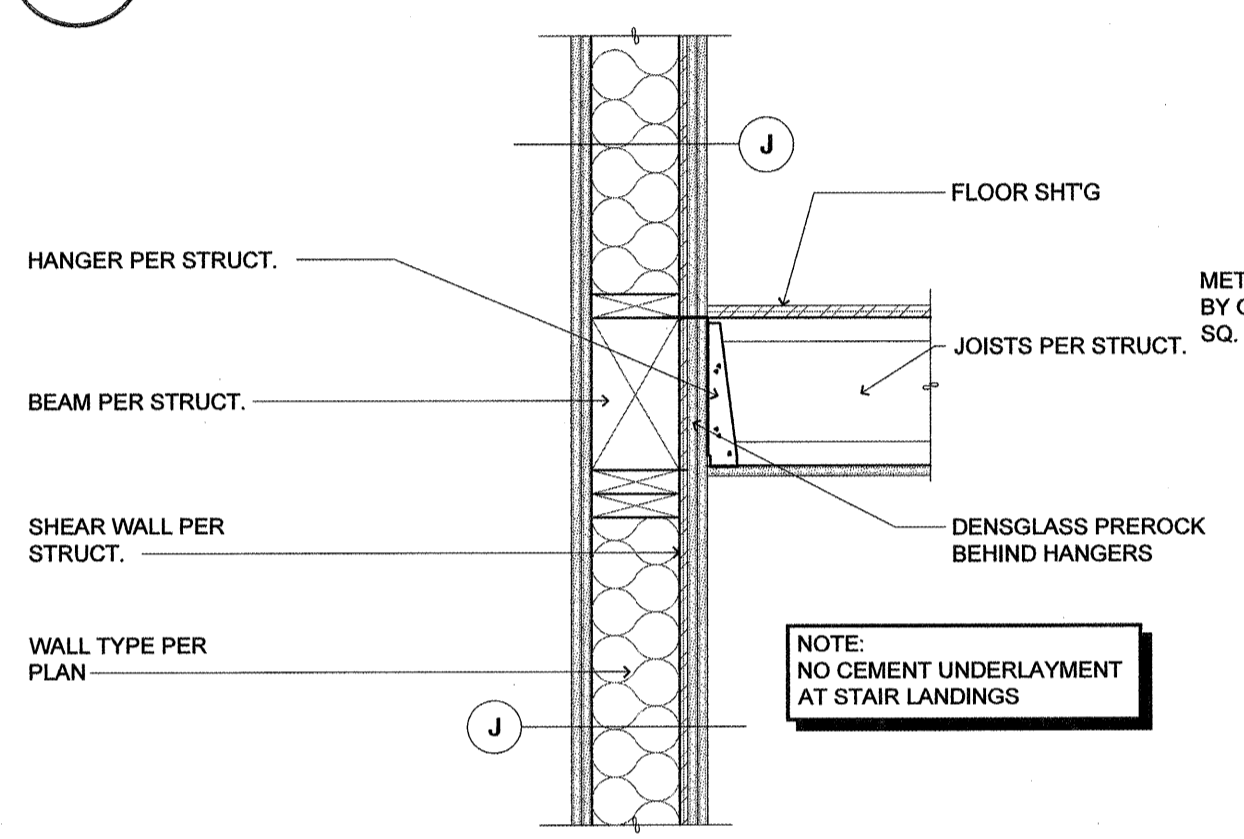 J
FLOOR SHT'G
HANGER PER STRUCT.
MET
BY
SQ.
JOISTS PER STRUCT.
BEAM PER STRUCT.
SHEAR WALL PER
STRUCT.
DENSGLASS PREROCK
BEHIND HANGERS
WALL TYPE PER
PLAN
NOTE:
NO CEMENT UNDERLAYMENT
AT STAIR LANDINGS
J